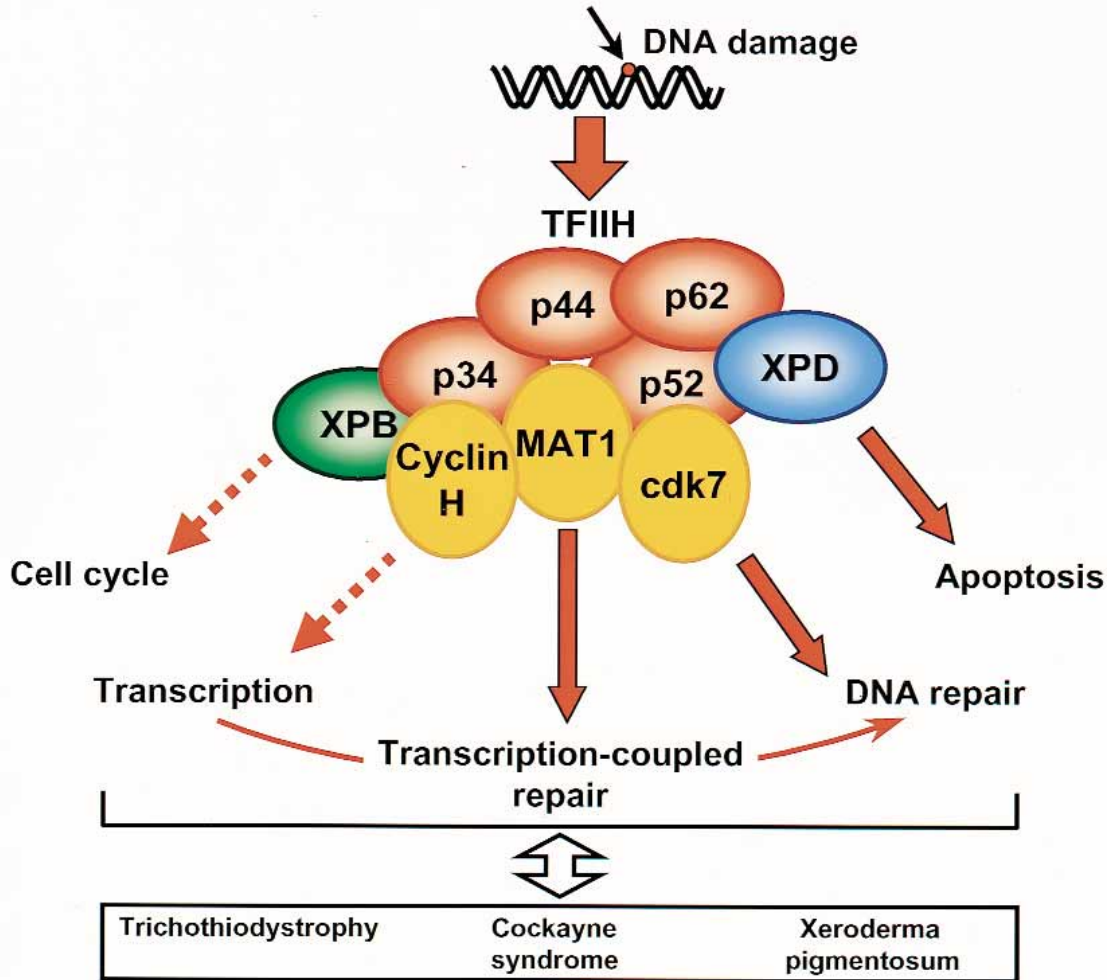 DNA damage
TFIIH
p44
p62
p34
p52
XPD
XPB
Cyclin
H
MAT1
cdk7
Cell cycle
Apoptosis
Transcription
DNA repair
Transcription-coupled
repair
Trichothiodystrophy
Cockayne
syndrome
Xeroderma
pigmentosum